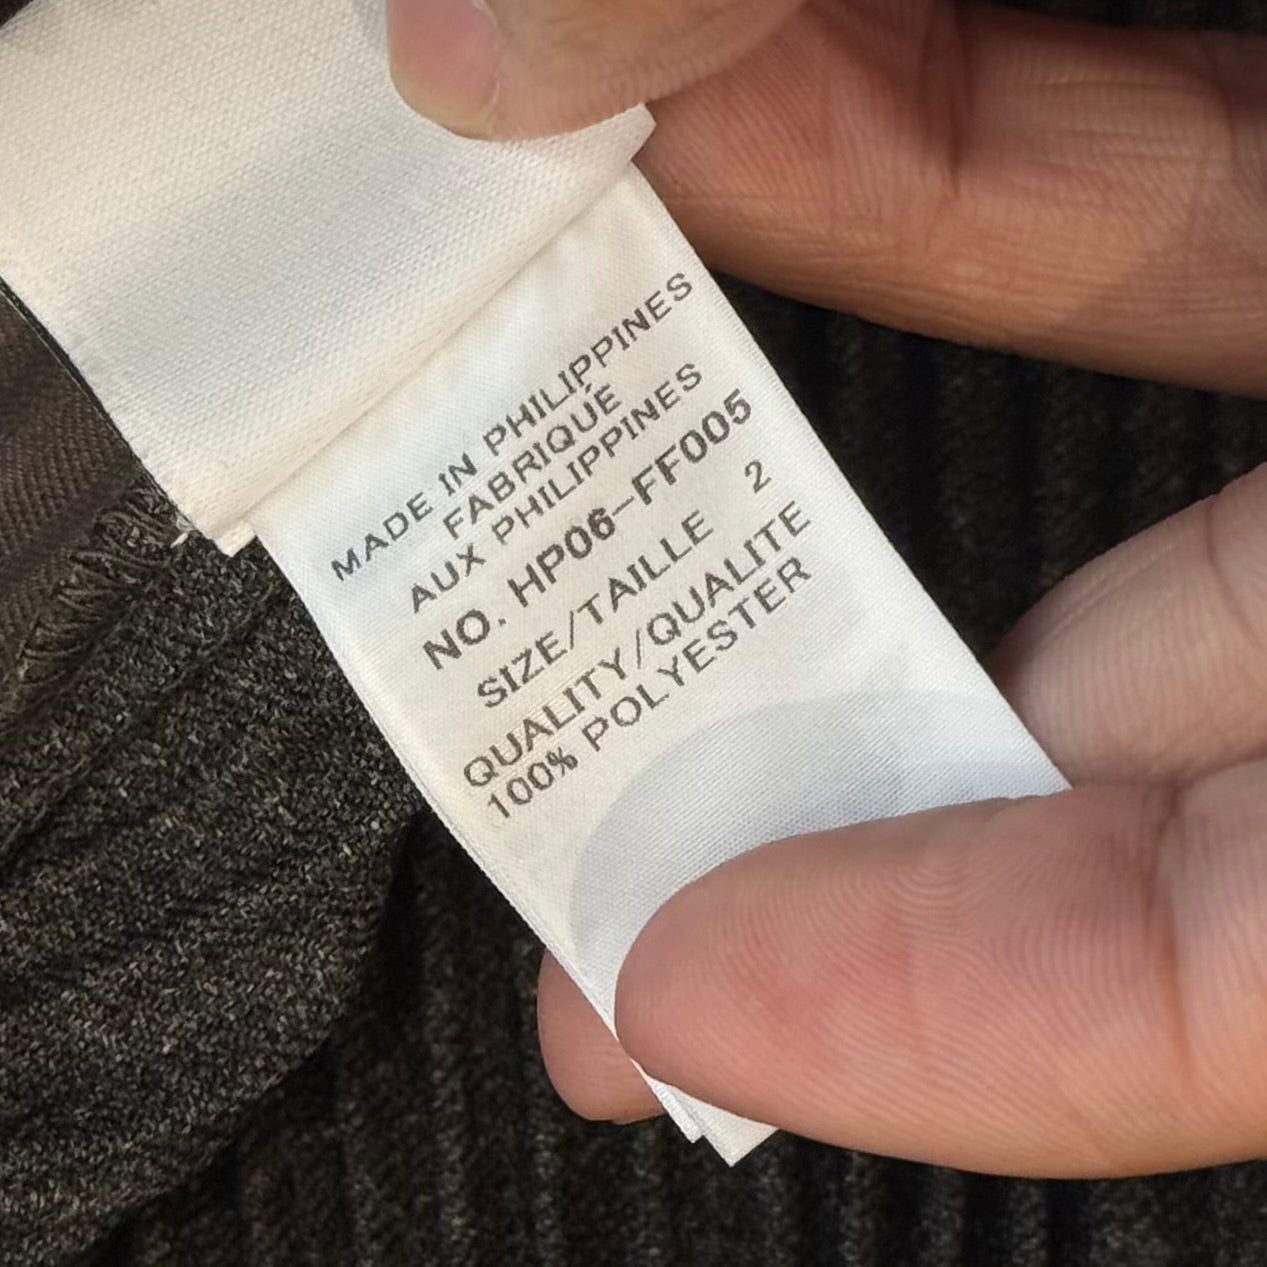 MADE IN PHILIPPINES
FABRIQUÉ
AUX PHILIPPINES
NO. HP06-FF005
SIZE/TAILLE 2
QUALITY/QUALITE
100% POLYESTER